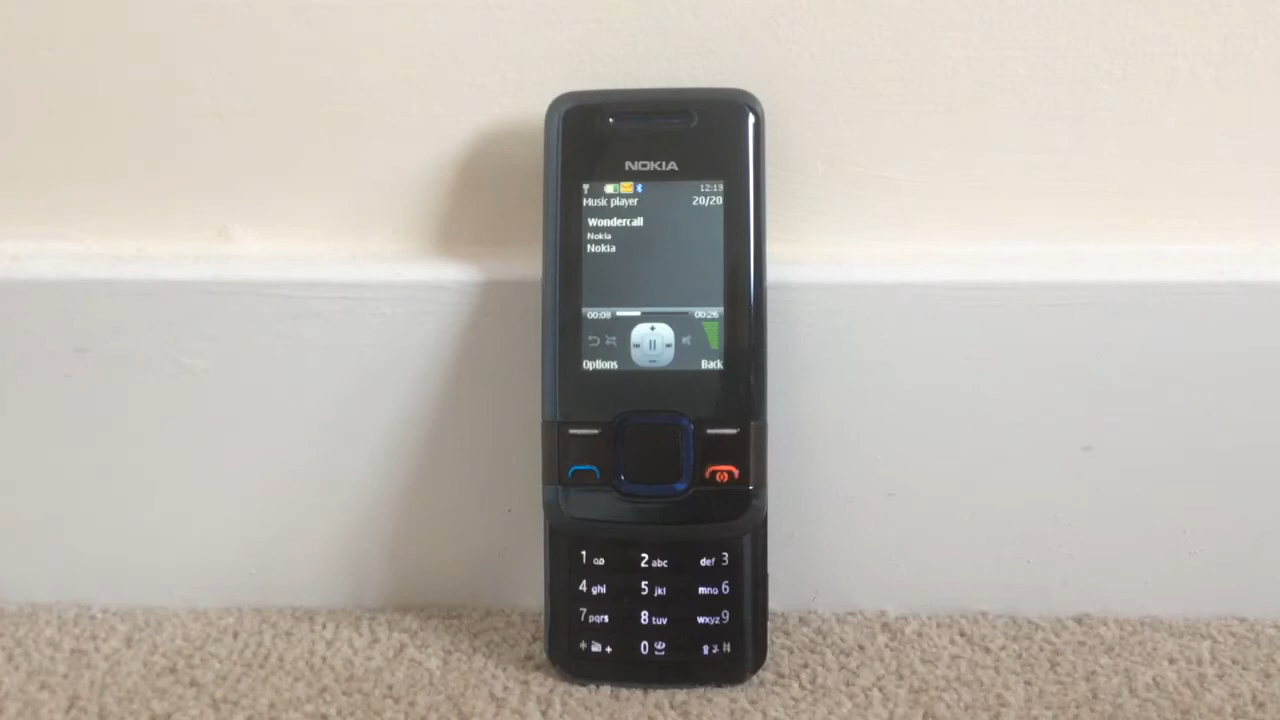 NOKIA
12:13
Music player 20/20
Wondercall
Nokia
Nokia
00:08 00:26
Options Back
1 2 abc def 3
4 ghi 5 jkl mno 6
7 pqrs 8 tuv wxyz 9
* + 0 #